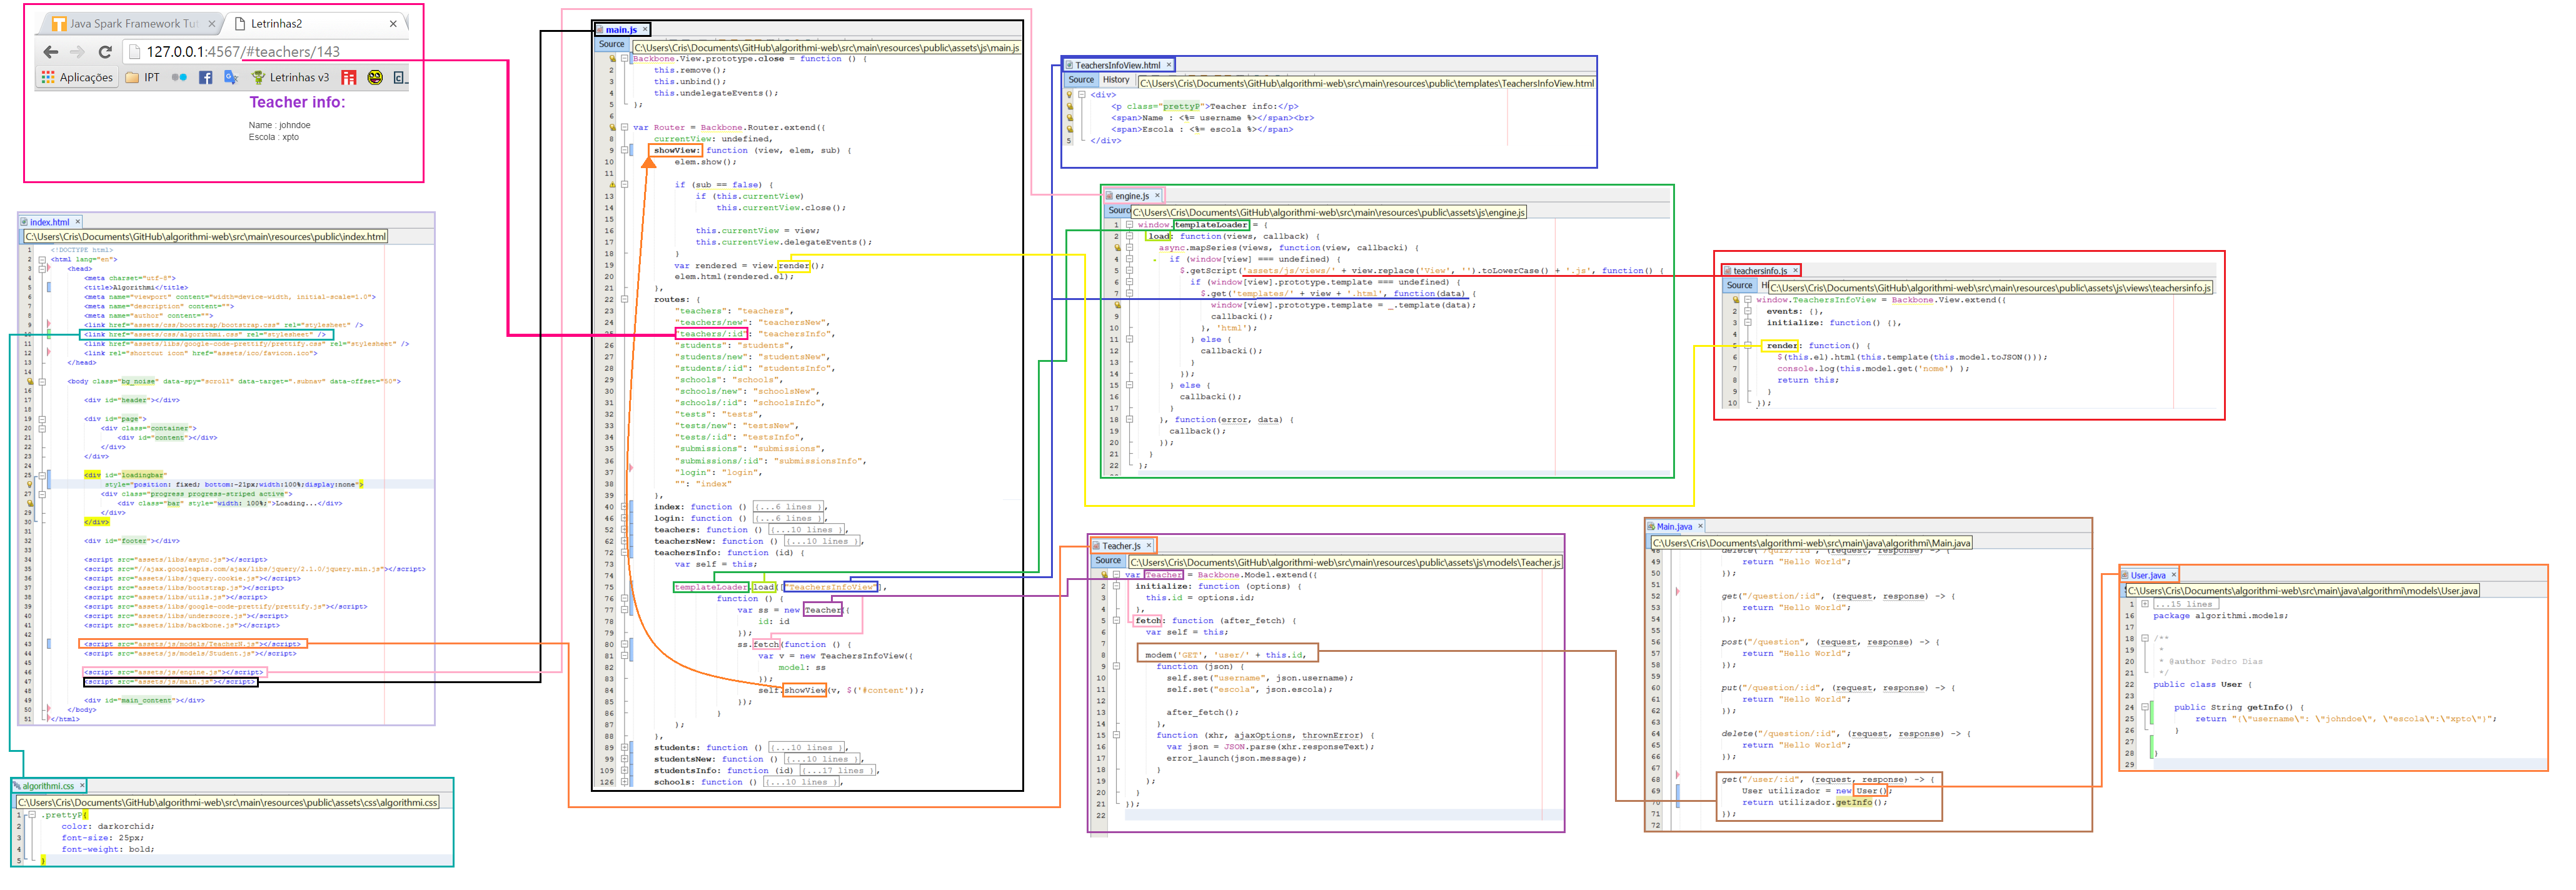 Java Spark Framework Tut
Letrinhas2
127.0.0.1:4567/#teachers/143
Aplicações
IPT
Letrinhas v3
Teacher info:
Name : johndoe
Escola : xpto
index.html
C:\Users\Cris\Documents\GitHub\algorithmi-web\src\main\resources\public\index.html
1 <!DOCTYPE html>
2 <html lang="en">
3 <head>
4 <meta charset="utf-8">
5 <title>Algorithmi</title>
6 <meta name="viewport" content="width=device-width, initial-scale=1.0">
7 <meta name="description" content="">
8 <meta name="author" content="">
9 <link href="assets/css/bootstrap/bootstrap.css" rel="stylesheet" />
<link href="assets/css/algorithmi.css" rel="stylesheet" />
11 <link href="assets/libs/google-code-prettify/prettify.css" rel="stylesheet" />
12 <link rel="shortcut icon" href="assets/ico/favicon.ico">
13 </head>
<body class="bg_noise" data-spy="scroll" data-target=".subnav" data-offset="50">
16
17 <div id="header"></div>
18
19 <div id="page">
20 <div class="container">
21 <div id="content"></div>
22 </div>
23 </div>
25 <div id="loadingbar"
style="position: fixed; bottom:-21px;width:100%;display:none">
27 <div class="progress progress-striped active">
<div class="bar" style="width: 100%;">Loading...</div>
29 </div>
30 </div>
31
32 <div id="footer"></div>
33
34 <script src="assets/libs/async.js"></script>
35 <script src="//ajax.googleapis.com/ajax/libs/jquery/2.1.0/jquery.min.js"></script>
36 <script src="assets/libs/jquery.cookie.js"></script>
37 <script src="assets/libs/bootstrap.js"></script>
38 <script src="assets/libs/utils.js"></script>
39 <script src="assets/libs/google-code-prettify/prettify.js"></script>
40 <script src="assets/libs/underscore.js"></script>
41 <script src="assets/libs/backbone.js"></script>
42
43 <script src="assets/js/models/TeacherN.js"></script>
44 <script src="assets/js/models/Student.js"></script>
45
46 <script src="assets/js/engine.js"></script>
47 <script src="assets/js/main.js"></script>
48
49 <div id="main_content"></div>
50 </body>
51 </html>
algorithmi.css
C:\Users\Cris\Documents\GitHub\algorithmi-web\src\main\resources\public\assets\css\algorithmi.css
1 .prettyP{
2 color: darkorchid;
3 font-size: 25px;
4 font-weight: bold;
5 }
main.js
Source
C:\Users\Cris\Documents\GitHub\algorithmi-web\src\main\resources\public\assets\js\main.js
Backbone.View.prototype.close = function () {
2 this.remove();
3 this.unbind();
4 this.undelegateEvents();
5 };
6
var Router = Backbone.Router.extend({
8 currentView: undefined,
9 showView: function (view, elem, sub) {
10 elem.show();
11
if (sub == false) {
13 if (this.currentView)
14 this.currentView.close();
15
16 this.currentView = view;
17 this.currentView.delegateEvents();
18 }
19 var rendered = view.render();
20 elem.html(rendered.el);
21 },
22 routes: {
23 "teachers": "teachers",
24 "teachers/new": "teachersNew",
25 "teachers/:id": "teachersInfo",
26 "students": "students",
27 "students/new": "studentsNew",
28 "students/:id": "studentsInfo",
29 "schools": "schools",
30 "schools/new": "schoolsNew",
31 "schools/:id": "schoolsInfo",
32 "tests": "tests",
33 "tests/new": "testsNew",
34 "tests/:id": "testsInfo",
35 "submissions": "submissions",
36 "submissions/:id": "submissionsInfo",
37 "login": "login",
38 "": "index"
39 },
40 index: function () {...6 lines },
46 login: function () {...6 lines },
52 teachers: function () {...10 lines },
62 teachersNew: function () {...10 lines },
72 teachersInfo: function (id) {
73 var self = this;
74
75 templateLoader.load(["TeachersInfoView"],
76 function () {
77 var ss = new Teacher({
78 id: id
79 });
80 ss.fetch(function () {
81 var v = new TeachersInfoView({
82 model: ss
83 });
84 self.showView(v, $('#content'));
85 });
86 }
87 );
88 },
89 students: function () {...10 lines },
99 studentsNew: function () {...10 lines },
109 studentsInfo: function (id) {...17 lines },
126 schools: function () {...10 lines },
TeachersInfoView.html
Source History
C:\Users\Cris\Documents\GitHub\algorithmi-web\src\main\resources\public\templates\TeachersInfoView.html
<div>
<p class="prettyP">Teacher info:</p>
<span>Name : <%= username %></span><br>
<span>Escola : <%= escola %></span>
5 </div>
engine.js
Source
C:\Users\Cris\Documents\GitHub\algorithmi-web\src\main\resources\public\assets\js\engine.js
1 window.templateLoader = {
2 load: function(views, callback) {
async.mapSeries(views, function(view, callbacki) {
4 if (window[view] === undefined) {
5 $.getScript('assets/js/views/' + view.replace('View', '').toLowerCase() + '.js', function() {
6 if (window[view].prototype.template === undefined) {
7 $.get('templates/' + view + '.html', function(data) {
window[view].prototype.template = _.template(data);
9 callbacki();
10 }, 'html');
11 } else {
12 callbacki();
13 }
14 });
15 } else {
16 callbacki();
17 }
18 }, function(error, data) {
19 callback();
20 });
21 }
22 };
teachersinfo.js
Source
C:\Users\Cris\Documents\GitHub\algorithmi-web\src\main\resources\public\assets\js\views\teachersinfo.js
window.TeachersInfoView = Backbone.View.extend({
2 events: {},
3 initialize: function() {},
4
5 render: function() {
6 $(this.el).html(this.template(this.model.toJSON()));
7 console.log(this.model.get('nome') );
8 return this;
9 }
10 });
Teacher.js
Source
C:\Users\Cris\Documents\GitHub\algorithmi-web\src\main\resources\public\assets\js\models\Teacher.js
var Teacher = Backbone.Model.extend({
2 initialize: function (options) {
3 this.id = options.id;
4 },
5 fetch: function (after_fetch) {
6 var self = this;
7
8 modem('GET', 'user/' + this.id,
9 function (json) {
10 self.set("username", json.username);
11 self.set("escola", json.escola);
12
13 after_fetch();
14 },
15 function (xhr, ajaxOptions, thrownError) {
16 var json = JSON.parse(xhr.responseText);
17 error_launch(json.message);
18 }
19 );
20 }
21 });
22
Main.java
C:\Users\Cris\Documents\GitHub\algorithmi-web\src\main\java\algorithmi\Main.java
48 delete("/quiz/:id", (request, response) -> {
49 return "Hello World";
50 });
51
52 get("/question/:id", (request, response) -> {
53 return "Hello World";
54 });
55
56 post("/question", (request, response) -> {
57 return "Hello World";
58 });
59
60 put("/question/:id", (request, response) -> {
61 return "Hello World";
62 });
63
64 delete("/question/:id", (request, response) -> {
65 return "Hello World";
66 });
67
68 get("/user/:id", (request, response) -> {
69 User utilizador = new User();
70 return utilizador.getInfo();
71 });
72
User.java
C:\Users\Cris\Documents\GitHub\algorithmi-web\src\main\java\algorithmi\models\User.java
1 ...15 lines
16 package algorithmi.models;
17
18 /**
19 *
20 * @author Pedro Dias
21 */
22 public class User {
23
24 public String getInfo() {
25 return "{\"username\": \"johndoe\", \"escola\":\"xpto\"}";
26 }
27
28 }
29